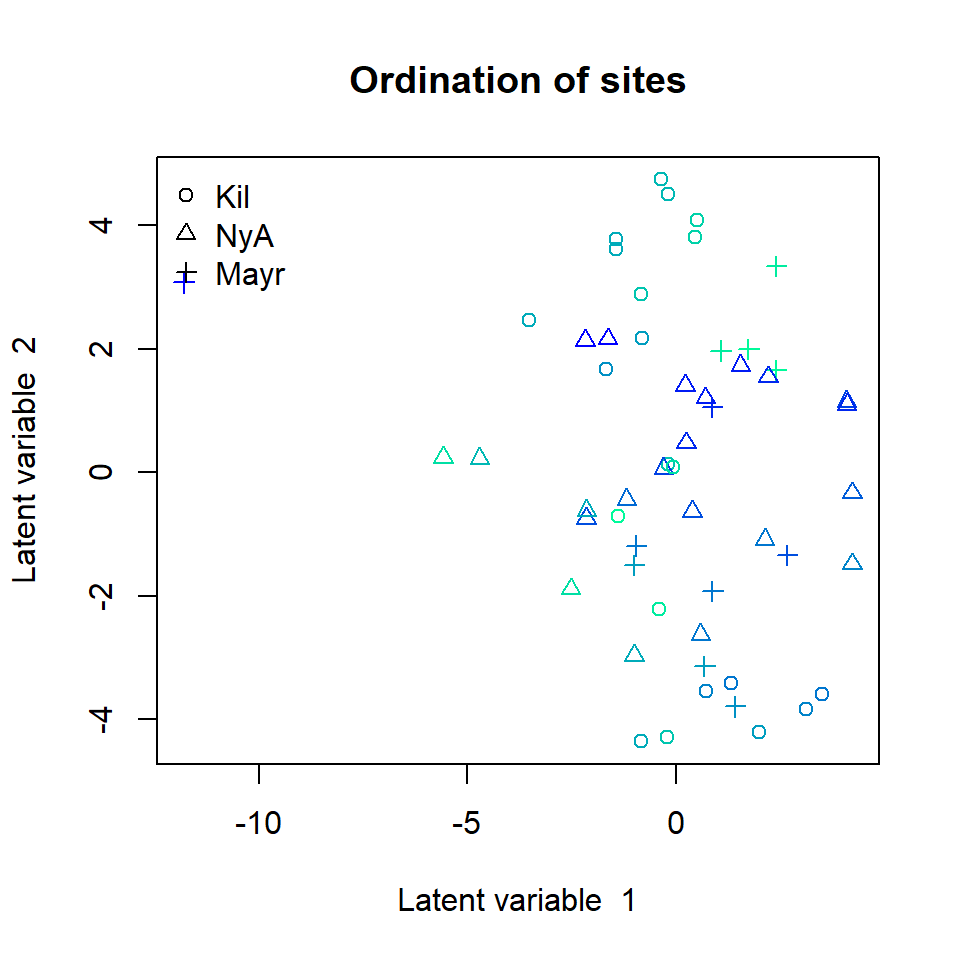 Ordination of sites
Kil
NyA
Mayr
4
2
0
-2
-4
Latent variable 2
-10 -5 0
Latent variable 1